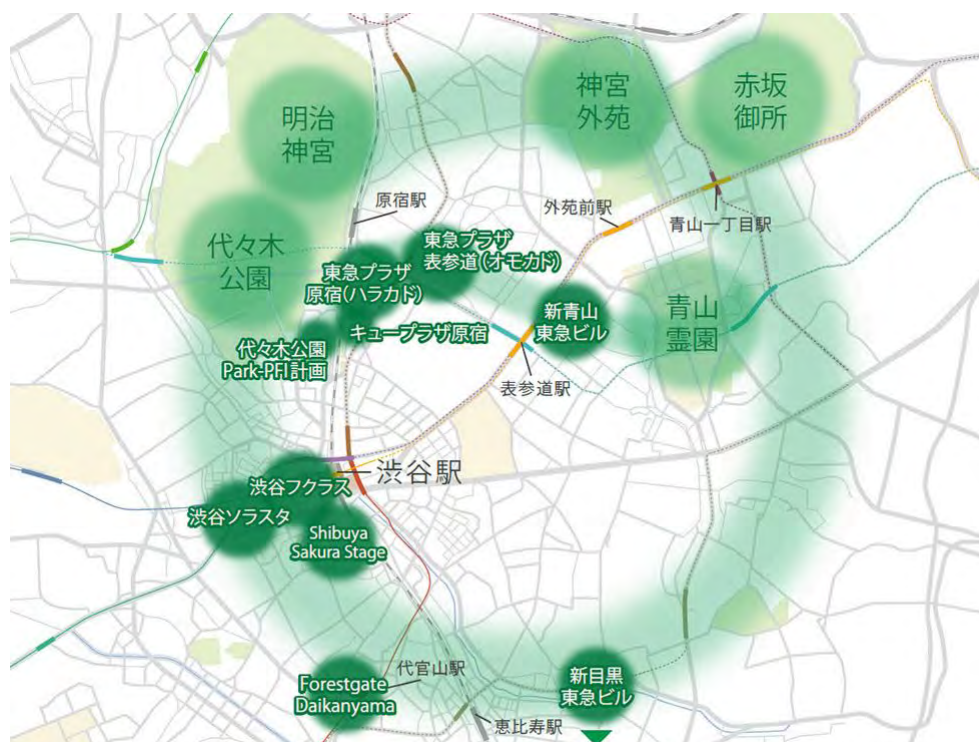 明治
神宮
神宮
外苑
赤坂
御所
原宿駅
外苑前駅
青山一丁目駅
代々木
公園
東急プラザ
表参道（オモカド）
東急プラザ
原宿（ハラカド）
キュープラザ原宿
新青山
東急ビル
青山
霊園
代々木公園
Park-PFI計画
表参道駅
渋谷駅
渋谷フクラス
渋谷ソラスタ
Shibuya
Sakura Stage
代官山駅
Forestgate
Daikanyama
新目黒
東急ビル
恵比寿駅